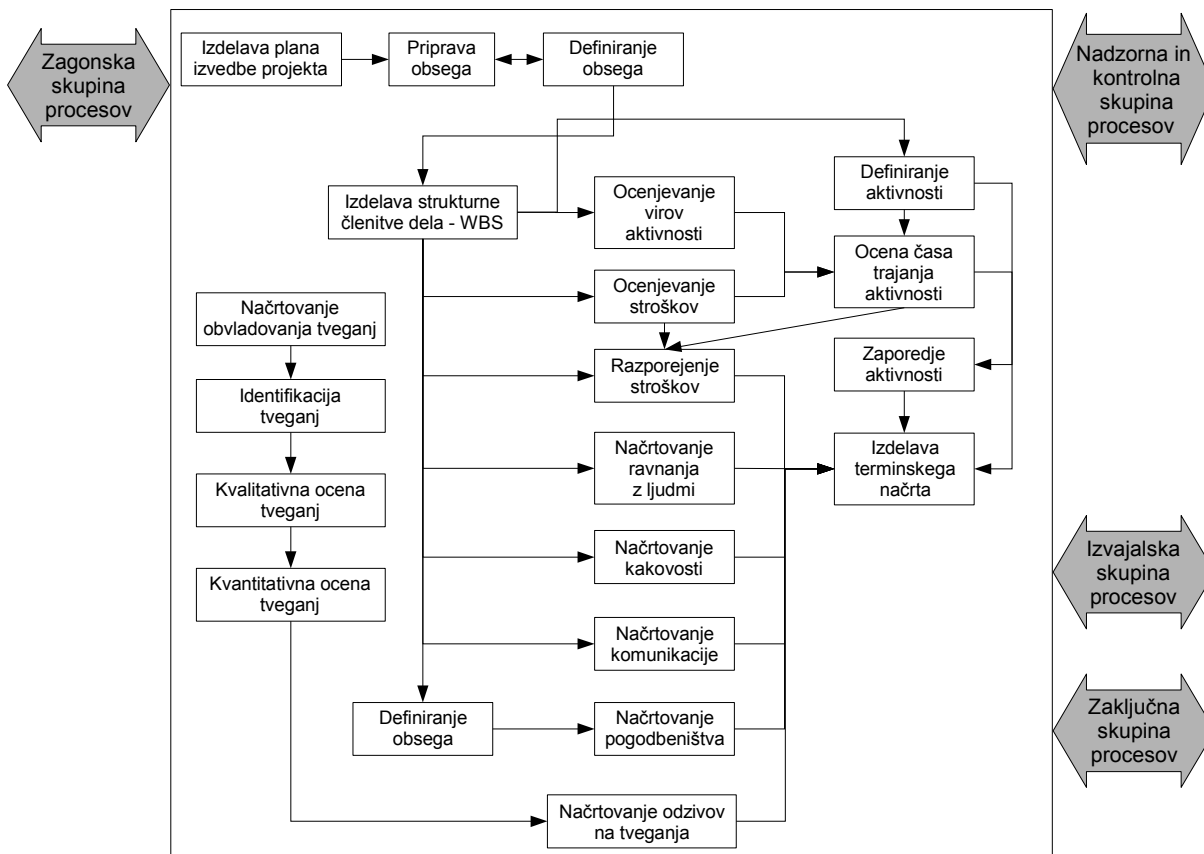 Zagonska
skupina
procesov
Izdelava plana
izvedbe projekta
Priprava
obsega
Definiranje
obsega
Nadzorna in
kontrolna
skupina
procesov
Izdelava strukturne
členitve dela - WBS
Ocenjevanje
virov
aktivnosti
Definiranje
aktivnosti
Ocena časa
trajanja
aktivnosti
Ocenjevanje
stroškov
Načrtovanje
obvladovanja tveganj
Razporejenje
stroškov
Zaporedje
aktivnosti
Identifikacija
tveganj
Načrtovanje
ravnanja
z ljudmi
Izdelava
terminskega
načrta
Kvalitativna ocena
tveganj
Načrtovanje
kakovosti
Izvajalska
skupina
procesov
Kvantitativna ocena
tveganj
Načrtovanje
komunikacije
Definiranje
obsega
Načrtovanje
pogodbeništva
Zaključna
skupina
procesov
Načrtovanje odzivov
na tveganja